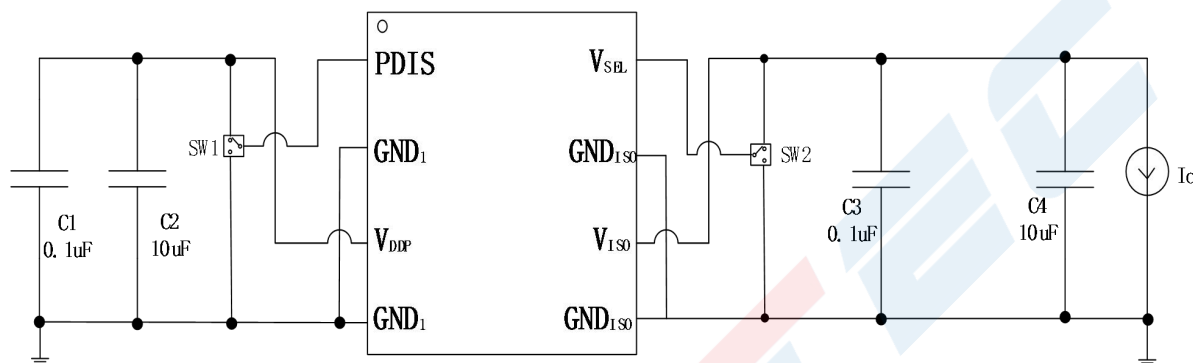 PDIS
GND1
VDDP
GND1
VSEL
GNDISO
VISO
GNDISO
SW1
SW2
C1
0.1uF
C2
10uF
C3
0.1uF
C4
10uF